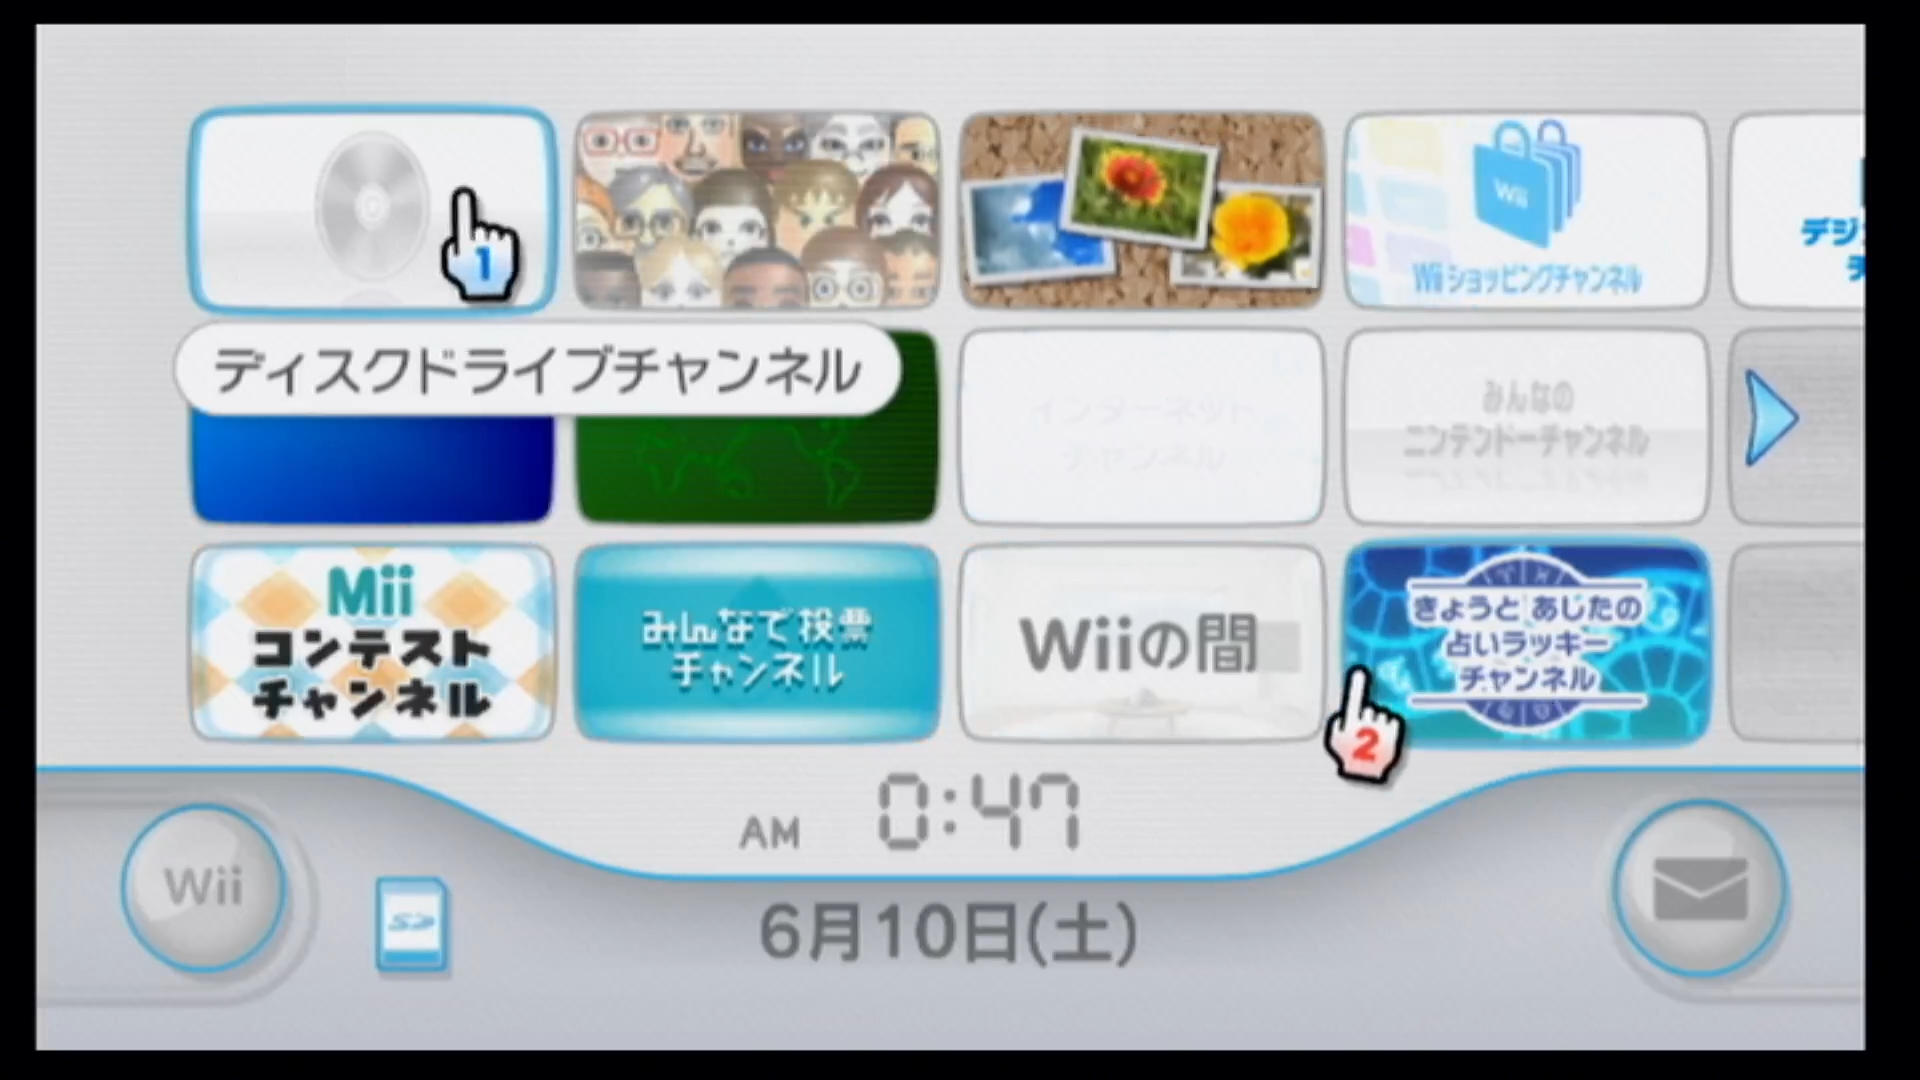 1
Wii
Wiiショッピングチャンネル
デジ
チ
ディスクドライブチャンネル
インターネット
チャンネル
みんなの
ニンテンドーチャンネル
Mii
コンテスト
チャンネル
みんなで投票
チャンネル
Wiiの間
きょうと あしたの
占いラッキー
チャンネル
2
AM 0:47
Wii
SD
6月10日(土)